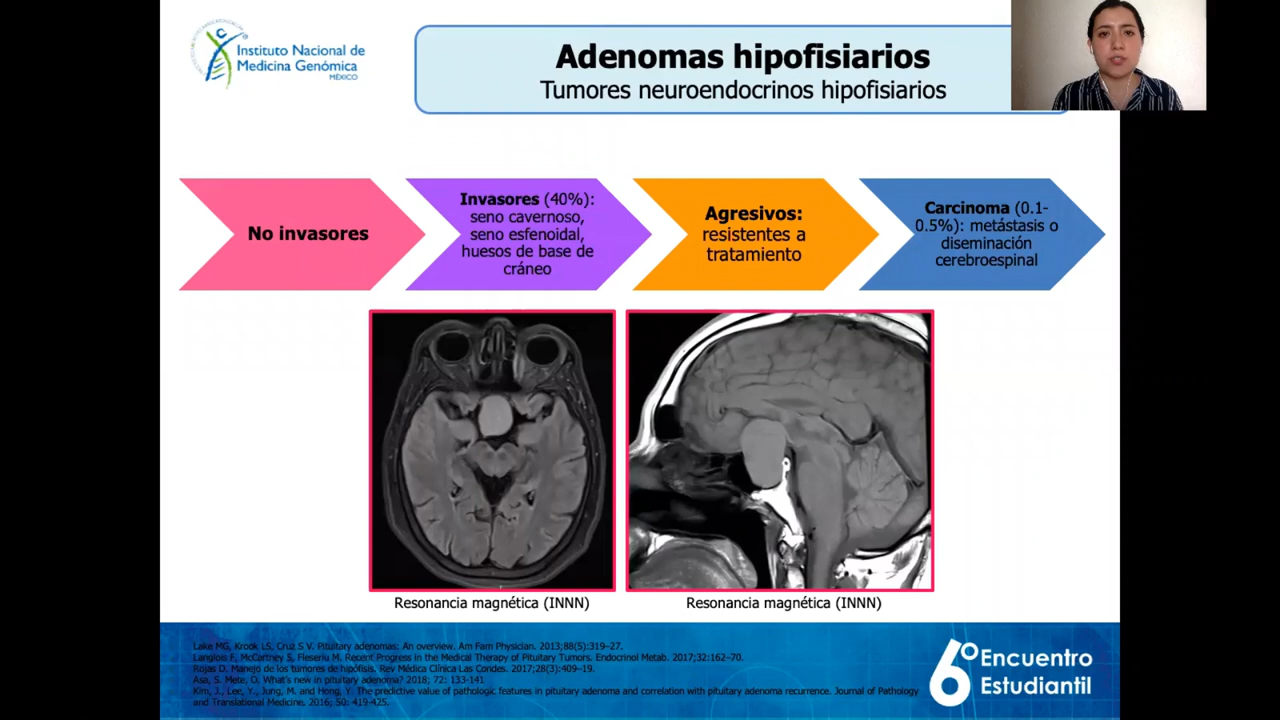 Instituto Nacional de
Medicina Genómica
MÉXICO
Adenomas hipofisiarios
Tumores neuroendocrinos hipofisiarios
No invasores
Invasores (40%):
seno cavernoso,
seno esfenoidal,
huesos de base de
cráneo
Agresivos:
resistentes a
tratamiento
Carcinoma (0.1-
0.5%): metástasis o
diseminación
cerebroespinal
Resonancia magnética (INNN)
Resonancia magnética (INNN)
Lake MG, Krook LS, Cruz S V. Pituitary adenomas: An overview. Am Fam Physician. 2013;88(5):319–27.
Langlois F, McCartney S, Fleseriu M. Recent Progress in the Medical Therapy of Pituitary Tumors. Endocrinol Metab. 2017;32:162–70.
Rojas D. Manejo de los tumores de hipófisis. Rev Médica Clínica Las Condes. 2017;28(3):409–19.
Asa, S. Mete, O. What's new in pituitary adenoma? 2018; 72: 133-141
Kim, J., Lee, Y., Jung, M. and Hong, Y. The predictive value of pathologic features in pituitary adenoma and correlation with pituitary adenoma recurrence. Journal of Pathology
and Translational Medicine, 2016; 50: 419-425.
6º Encuentro
Estudiantil